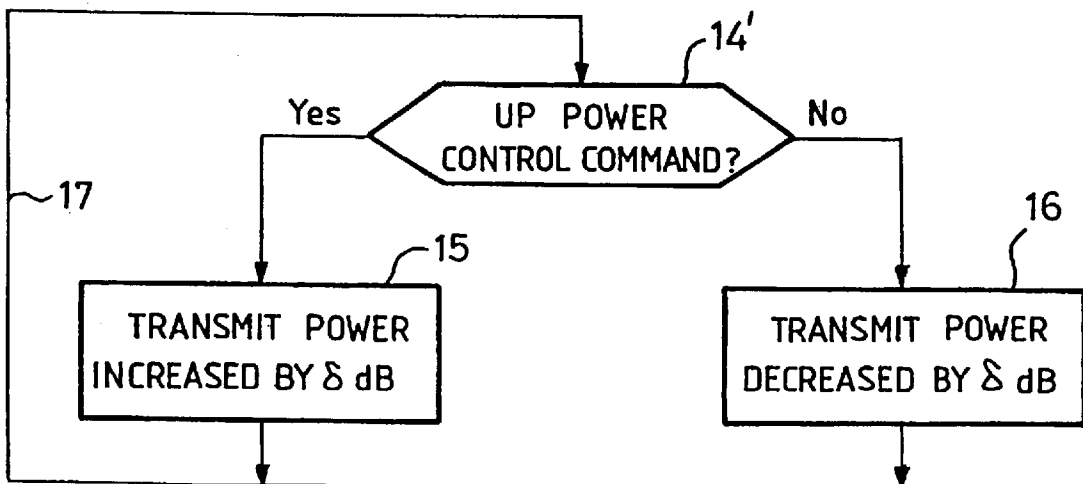 14'
Yes
UP POWER
CONTROL COMMAND?
No
17
15
16
TRANSMIT POWER
INCREASED BY δ dB
TRANSMIT POWER
DECREASED BY δ dB